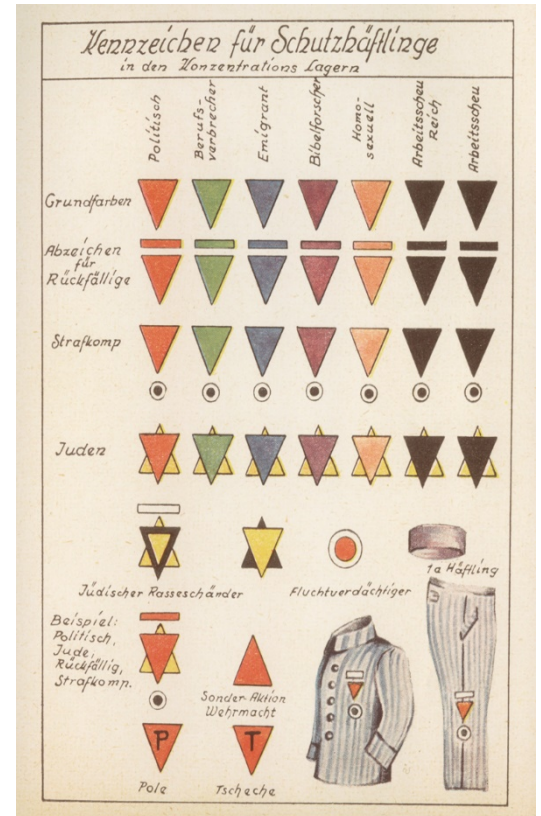 Kennzeichen für Schutzhäftlinge
in den Konzentrations Lagern
Politisch
Berufs-
verbrecher
Emigrant
Bibelforscher
Homo-
sexuell
Arbeitsscheu
Reich
Arbeitsscheu
Grundfarben
Abzeichen
für
Rückfällige
Strafkomp
Juden
Jüdischer Rasseschänder
Fluchtverdächtiger
1a Häftling
Beispiel:
Politisch,
Jude,
Rückfällig,
Strafkomp.
Sonder-Aktion
Wehrmacht
P
T
Pole
Tscheche